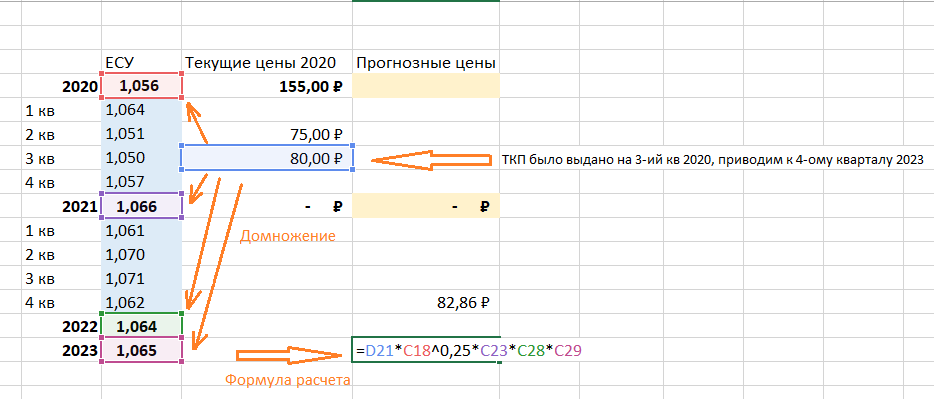 ЕСУ Текущие цены 2020 Прогнозные цены
2020 1,056 155,00 ₽
1 кв 1,064
2 кв 1,051 75,00 ₽
3 кв 1,050 80,00 ₽ ТКП было выдано на 3-ий кв 2020, приводим к 4-ому кварталу 2023
4 кв 1,057
2021 1,066 - ₽ - ₽
1 кв 1,061 Домножение
2 кв 1,070
3 кв 1,071
4 кв 1,062 82,86 ₽
2022 1,064
2023 1,065 =D21*C18^0,25*C23*C28*C29
Формула расчета